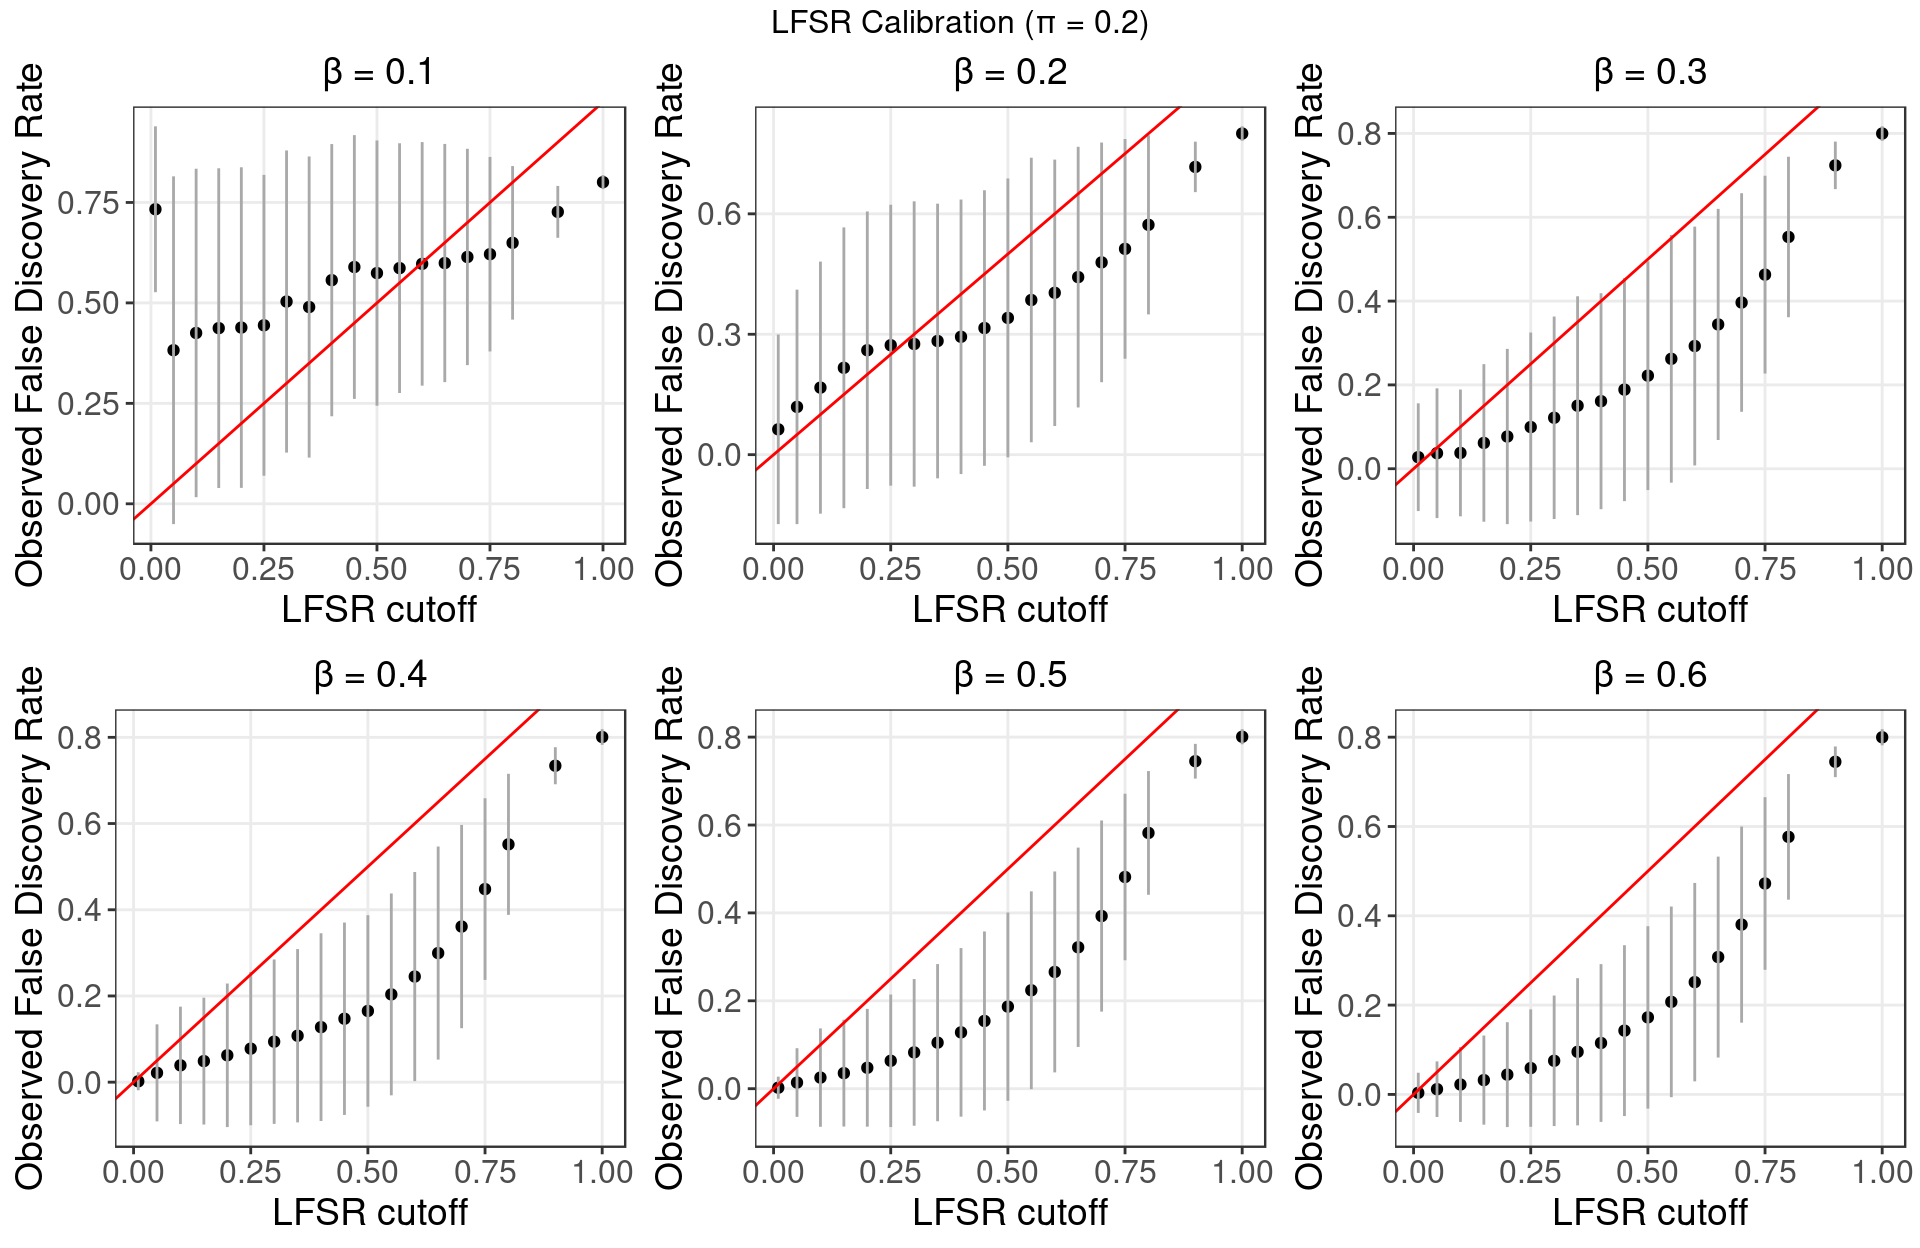 LFSR Calibration (π = 0.2)
β = 0.1
Observed False Discovery Rate
0.75
0.50
0.25
0.00
0.00 0.25 0.50 0.75 1.00
LFSR cutoff
β = 0.2
Observed False Discovery Rate
0.6
0.3
0.0
0.00 0.25 0.50 0.75 1.00
LFSR cutoff
β = 0.3
Observed False Discovery Rate
0.8
0.6
0.4
0.2
0.0
0.00 0.25 0.50 0.75 1.00
LFSR cutoff
β = 0.4
Observed False Discovery Rate
0.8
0.6
0.4
0.2
0.0
0.00 0.25 0.50 0.75 1.00
LFSR cutoff
β = 0.5
Observed False Discovery Rate
0.8
0.6
0.4
0.2
0.0
0.00 0.25 0.50 0.75 1.00
LFSR cutoff
β = 0.6
Observed False Discovery Rate
0.8
0.6
0.4
0.2
0.0
0.00 0.25 0.50 0.75 1.00
LFSR cutoff